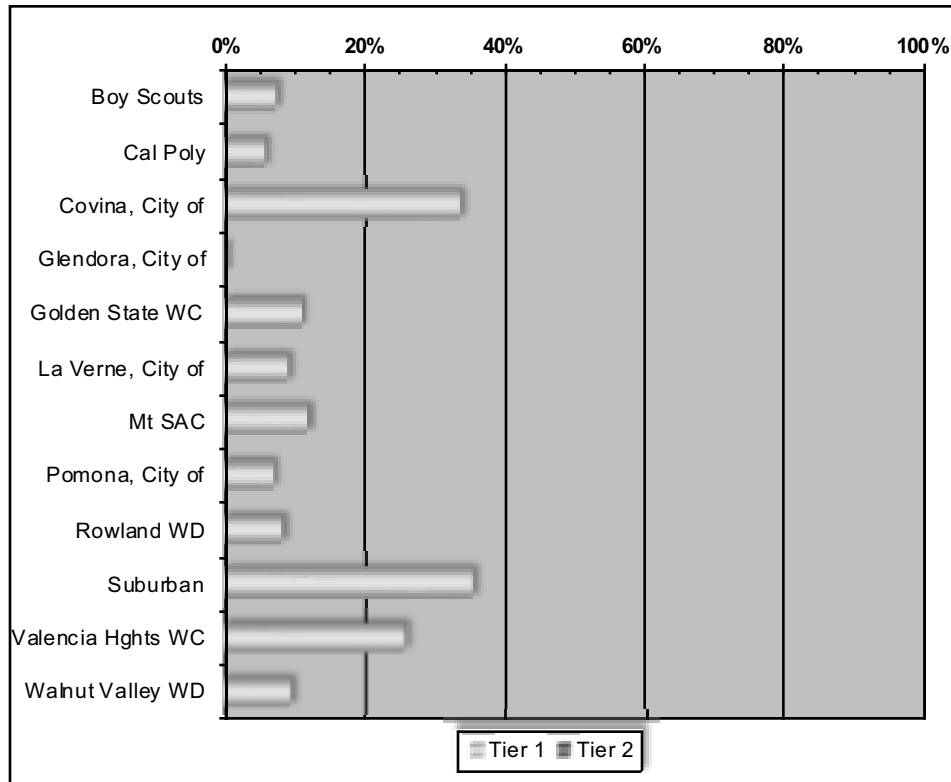 0% 20% 40% 60% 80% 100%
Boy Scouts
Cal Poly
Covina, City of
Glendora, City of
Golden State WC
La Verne, City of
Mt SAC
Pomona, City of
Rowland WD
Suburban
Valencia Hghts WC
Walnut Valley WD
Tier 1 Tier 2